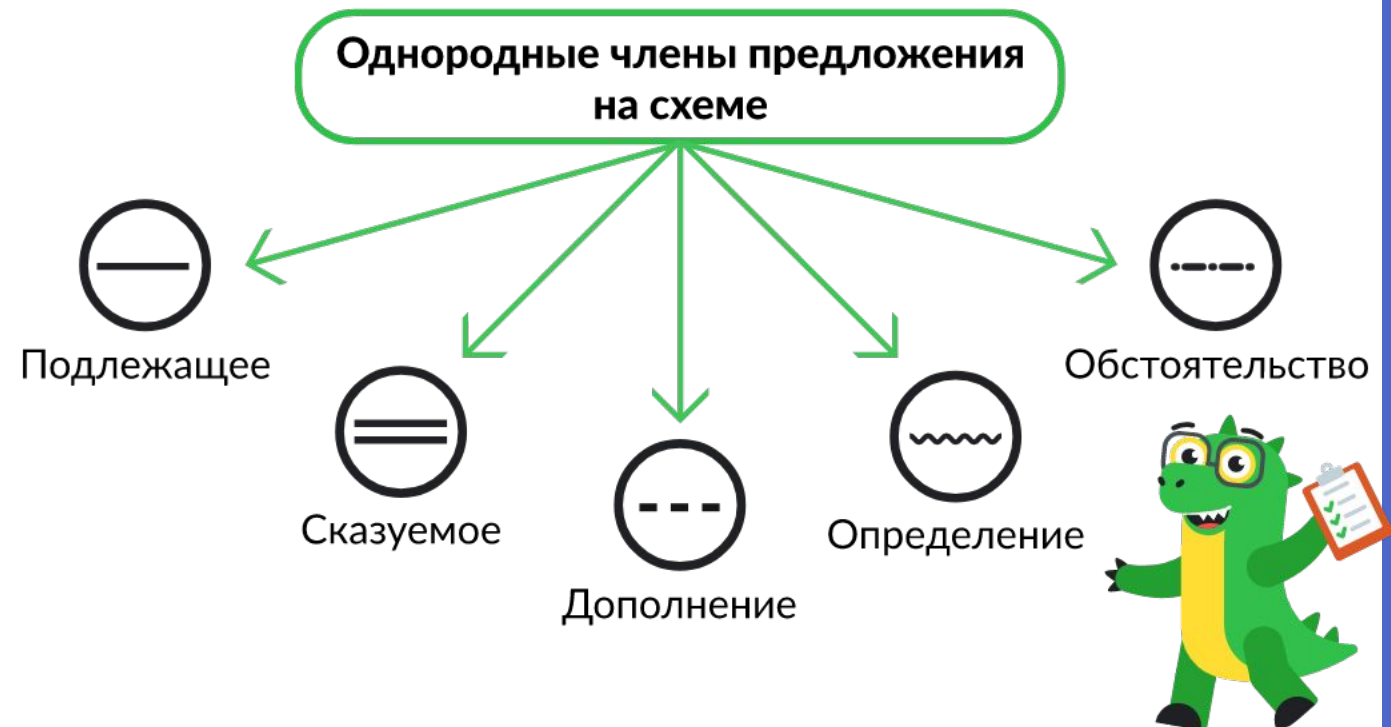 Однородные члены предложения
на схеме
Подлежащее
Сказуемое
Дополнение
Определение
Обстоятельство